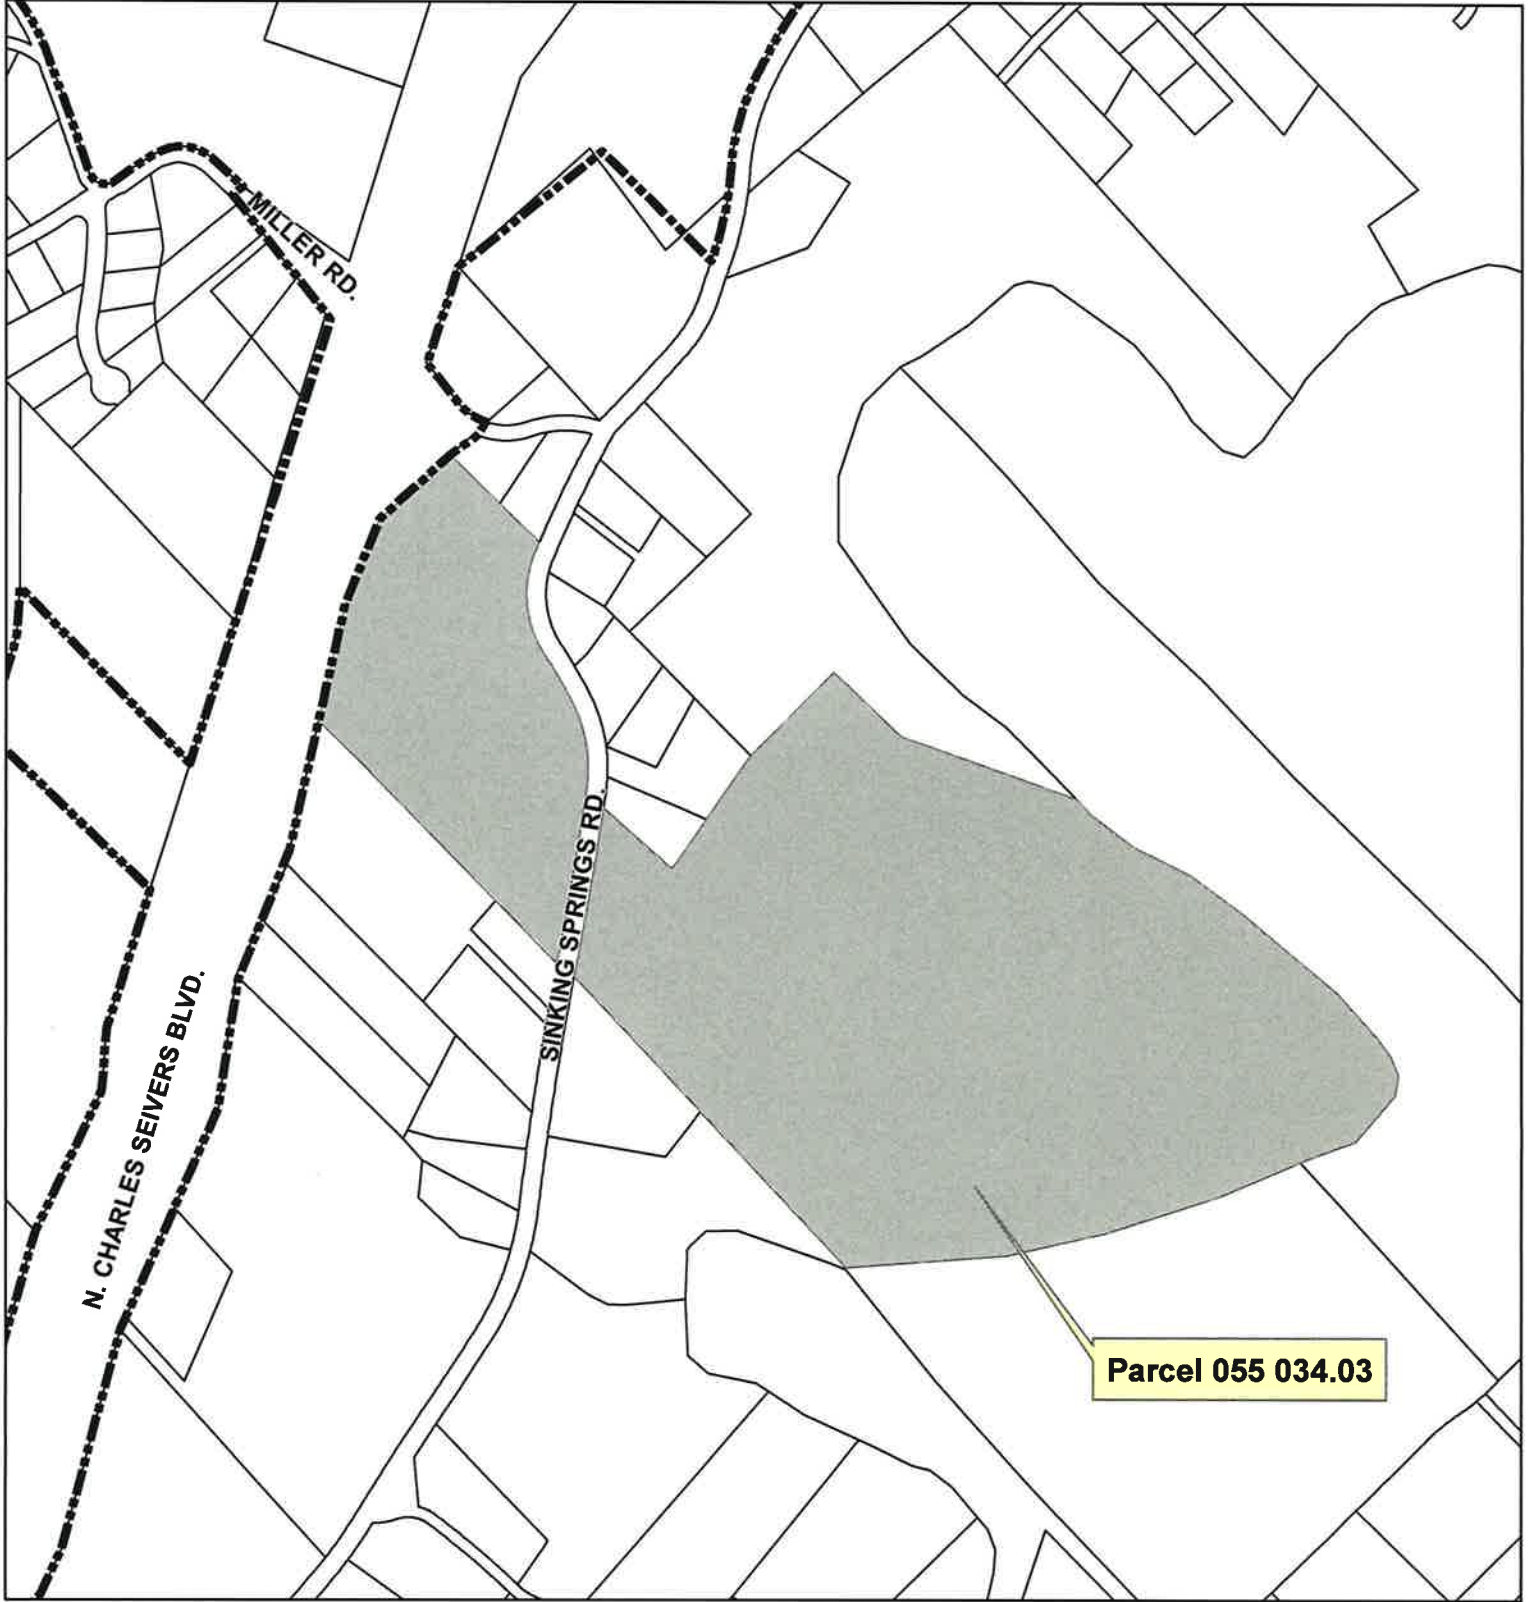 MILLER RD.
SINKING SPRINGS RD.
N. CHARLES SEIVERS BLVD.
Parcel 055 034.03